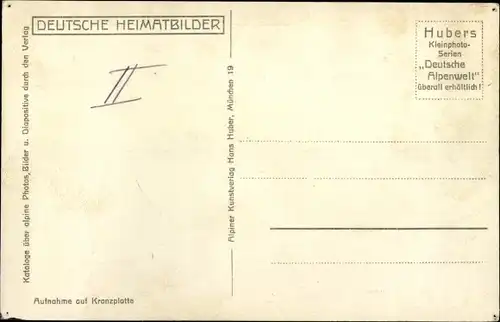 DEUTSCHE HEIMATBILDER
II
Kataloge über alpine Photos, Bilder u. Diapositive durch den Verlag
Aufnahme auf Kranzplatte
Alpiner Kunstverlag Hans Huber, München 19
Hubers
Kleinphoto-
Serien
„Deutsche
Alpenwelt"
überall erhältlich!